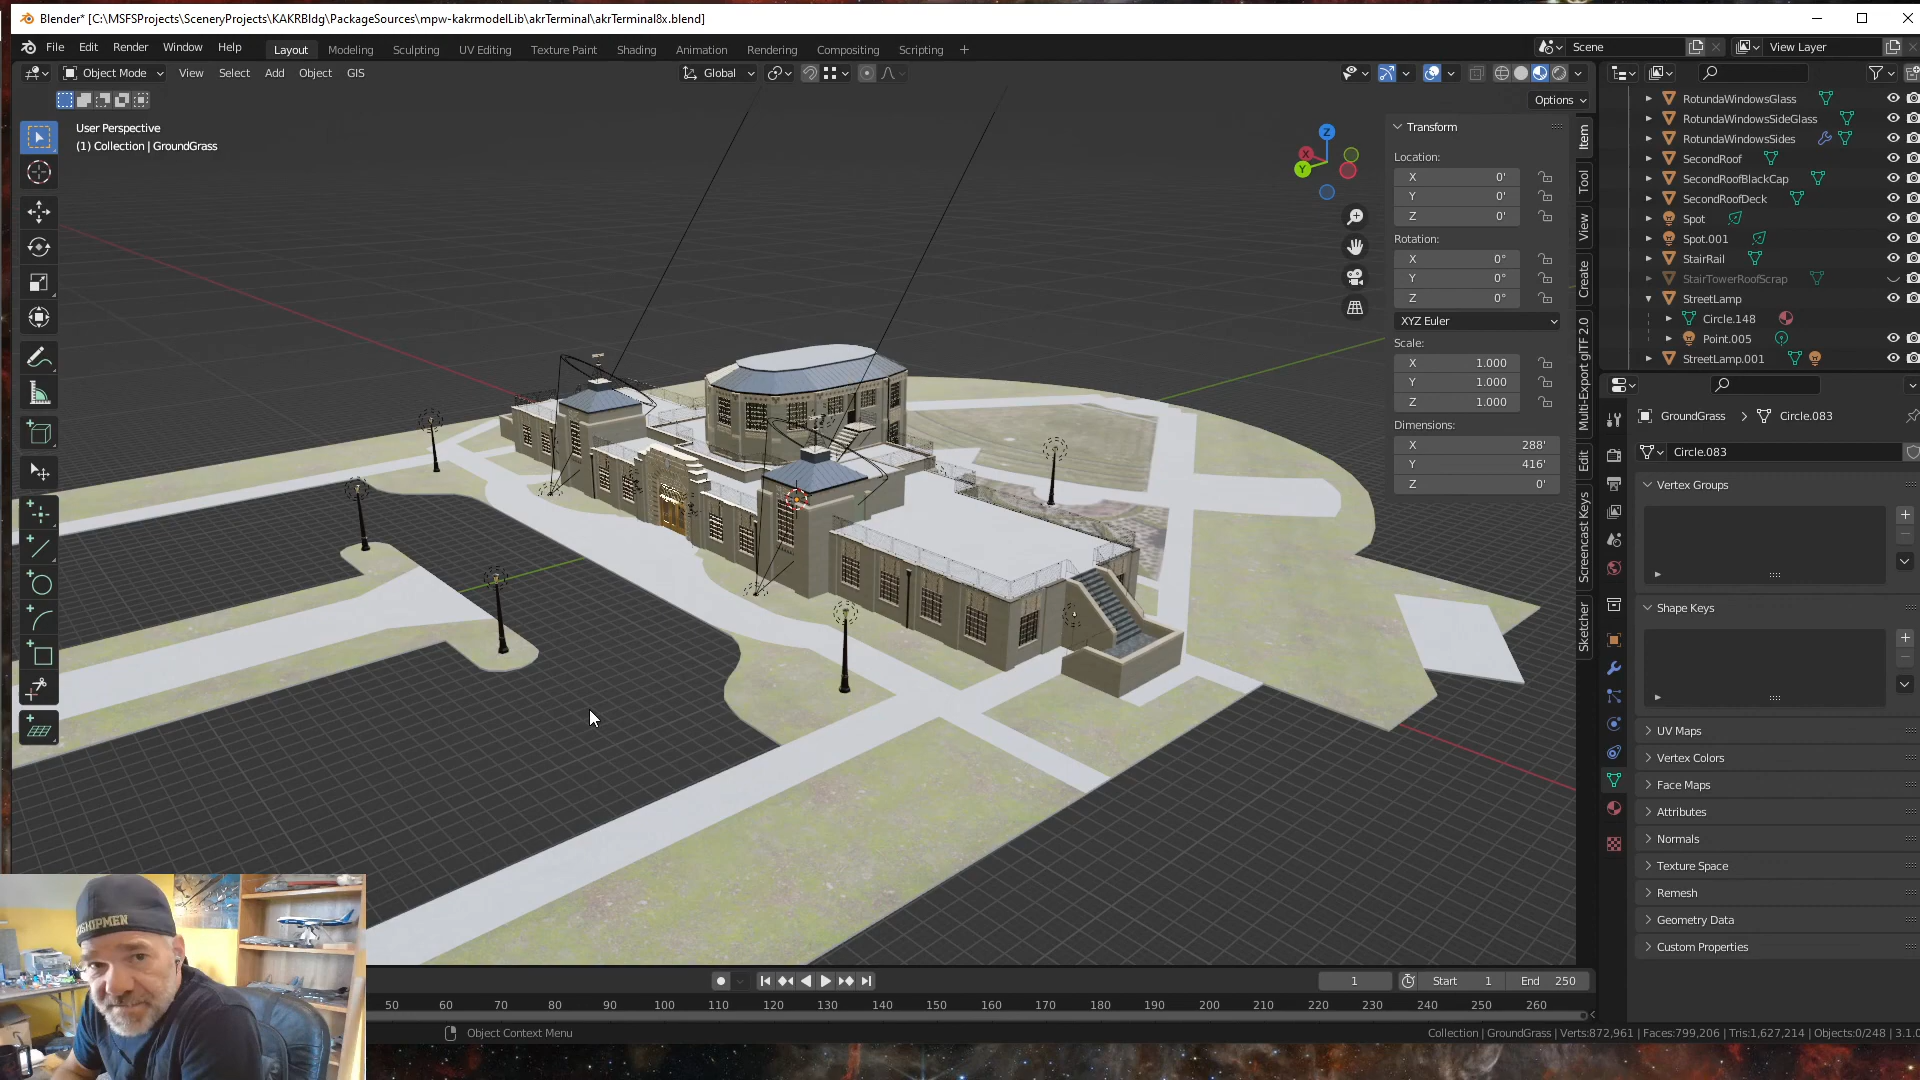 Blender* [C:\MSFSProjects\SceneryProjects\KAKRBldg\PackageSources\mpw-kakrmodelLib\akrTerminal\akrTerminal8x.blend]
File Edit Render Window Help
Layout Modeling Sculpting UV Editing Texture Paint Shading Animation Rendering Compositing Scripting +
Scene
View Layer
Object Mode View Select Add Object GIS
Global
Options
User Perspective
(1) Collection | GroundGrass
Z
X
Y
Transform
Location:
X 0'
Y 0'
Z 0'
Rotation:
X 0°
Y 0°
Z 0°
XYZ Euler
Scale:
X 1.000
Y 1.000
Z 1.000
Dimensions:
X 288'
Y 416'
Z 0'
Item
Tool
View
Create
Multi-Export glTF 2.0
Edit
Screencast Keys
Sketcher
RotundaWindowsGlass
RotundaWindowsSideGlass
RotundaWindowsSides
SecondRoof
SecondRoofBlackCap
SecondRoofDeck
Spot
Spot.001
StairRail
StairTowerRoofScrap
StreetLamp
Circle.148
Point.005
StreetLamp.001
GroundGrass > Circle.083
Circle.083
Vertex Groups
Shape Keys
UV Maps
Vertex Colors
Face Maps
Attributes
Normals
Texture Space
Remesh
Geometry Data
Custom Properties
1 Start 1 End 250
50 60 70 80 90 100 110 120 130 140 150 160 170 180 190 200 210 220 230 240 250 260
Object Context Menu
Collection | GroundGrass | Verts:872,961 | Faces:799,206 | Tris:1,627,214 | Objects:0/248 | 3.1.0